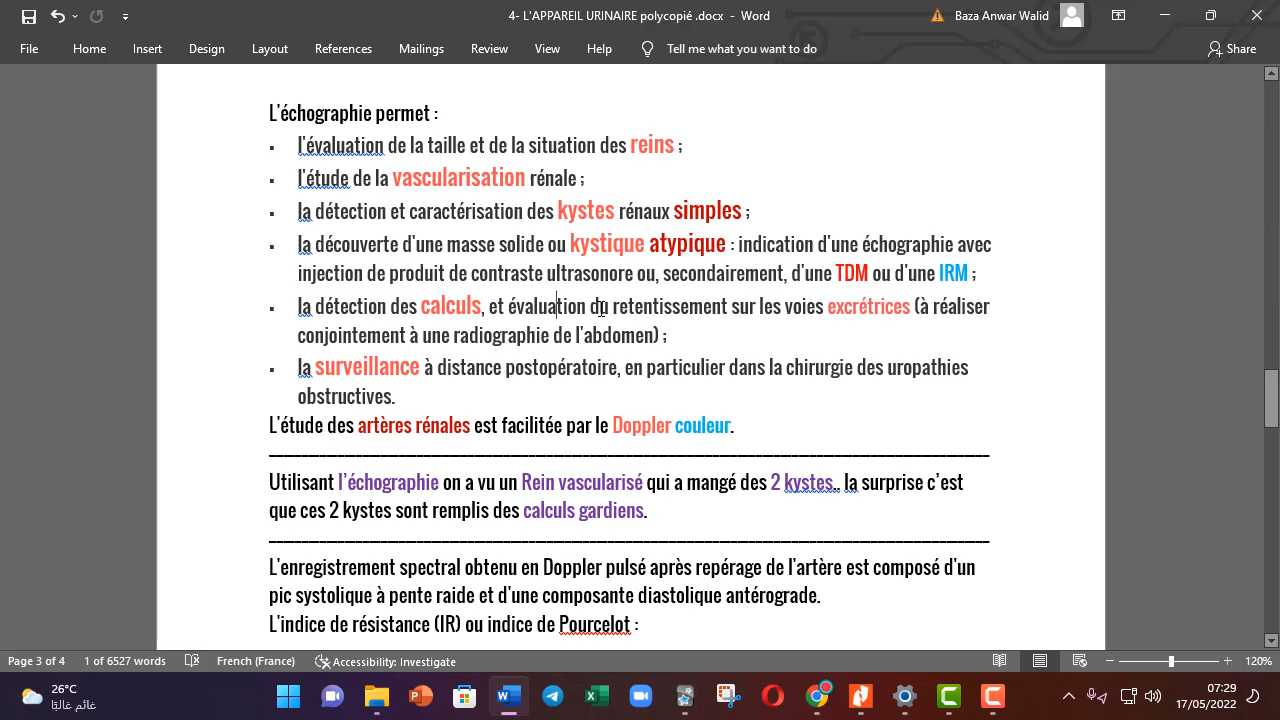 4- L'APPAREIL URINAIRE polycopié .docx - Word
Baza Anwar Walid
File Home Insert Design Layout References Mailings Review View Help Tell me what you want to do Share
L'échographie permet :
▪ l'évaluation de la taille et de la situation des reins ;
▪ l'étude de la vascularisation rénale ;
▪ la détection et caractérisation des kystes rénaux simples ;
▪ la découverte d'une masse solide ou kystique atypique : indication d'une échographie avec
injection de produit de contraste ultrasonore ou, secondairement, d'une TDM ou d'une IRM ;
▪ la détection des calculs, et évaluation du retentissement sur les voies excrétrices (à réaliser
conjointement à une radiographie de l'abdomen) ;
▪ la surveillance à distance postopératoire, en particulier dans la chirurgie des uropathies
obstructives.
L'étude des artères rénales est facilitée par le Doppler couleur.
Utilisant l'échographie on a vu un Rein vascularisé qui a mangé des 2 kystes.. la surprise c'est
que ces 2 kystes sont remplis des calculs gardiens.
L'enregistrement spectral obtenu en Doppler pulsé après repérage de l'artère est composé d'un
pic systolique à pente raide et d'une composante diastolique antérograde.
L'indice de résistance (IR) ou indice de Pourcelot :
Page 3 of 4 1 of 6527 words French (France) Accessibility: Investigate 120%
26°C
غائم غالبًا
07:29
17/05/2022